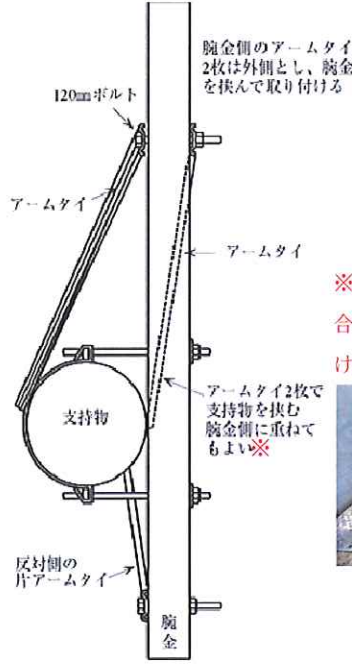 腕金側のアームタイ
2枚は外側とし、腕金
を挟んで取り付ける
120㎜ボルト
アームタイ
アームタイ
※
合
け
支持物
アームタイ2枚で
支持物を挟む
腕金側に重ねて
もよい※
反対側の
片アームタイ
腕
金